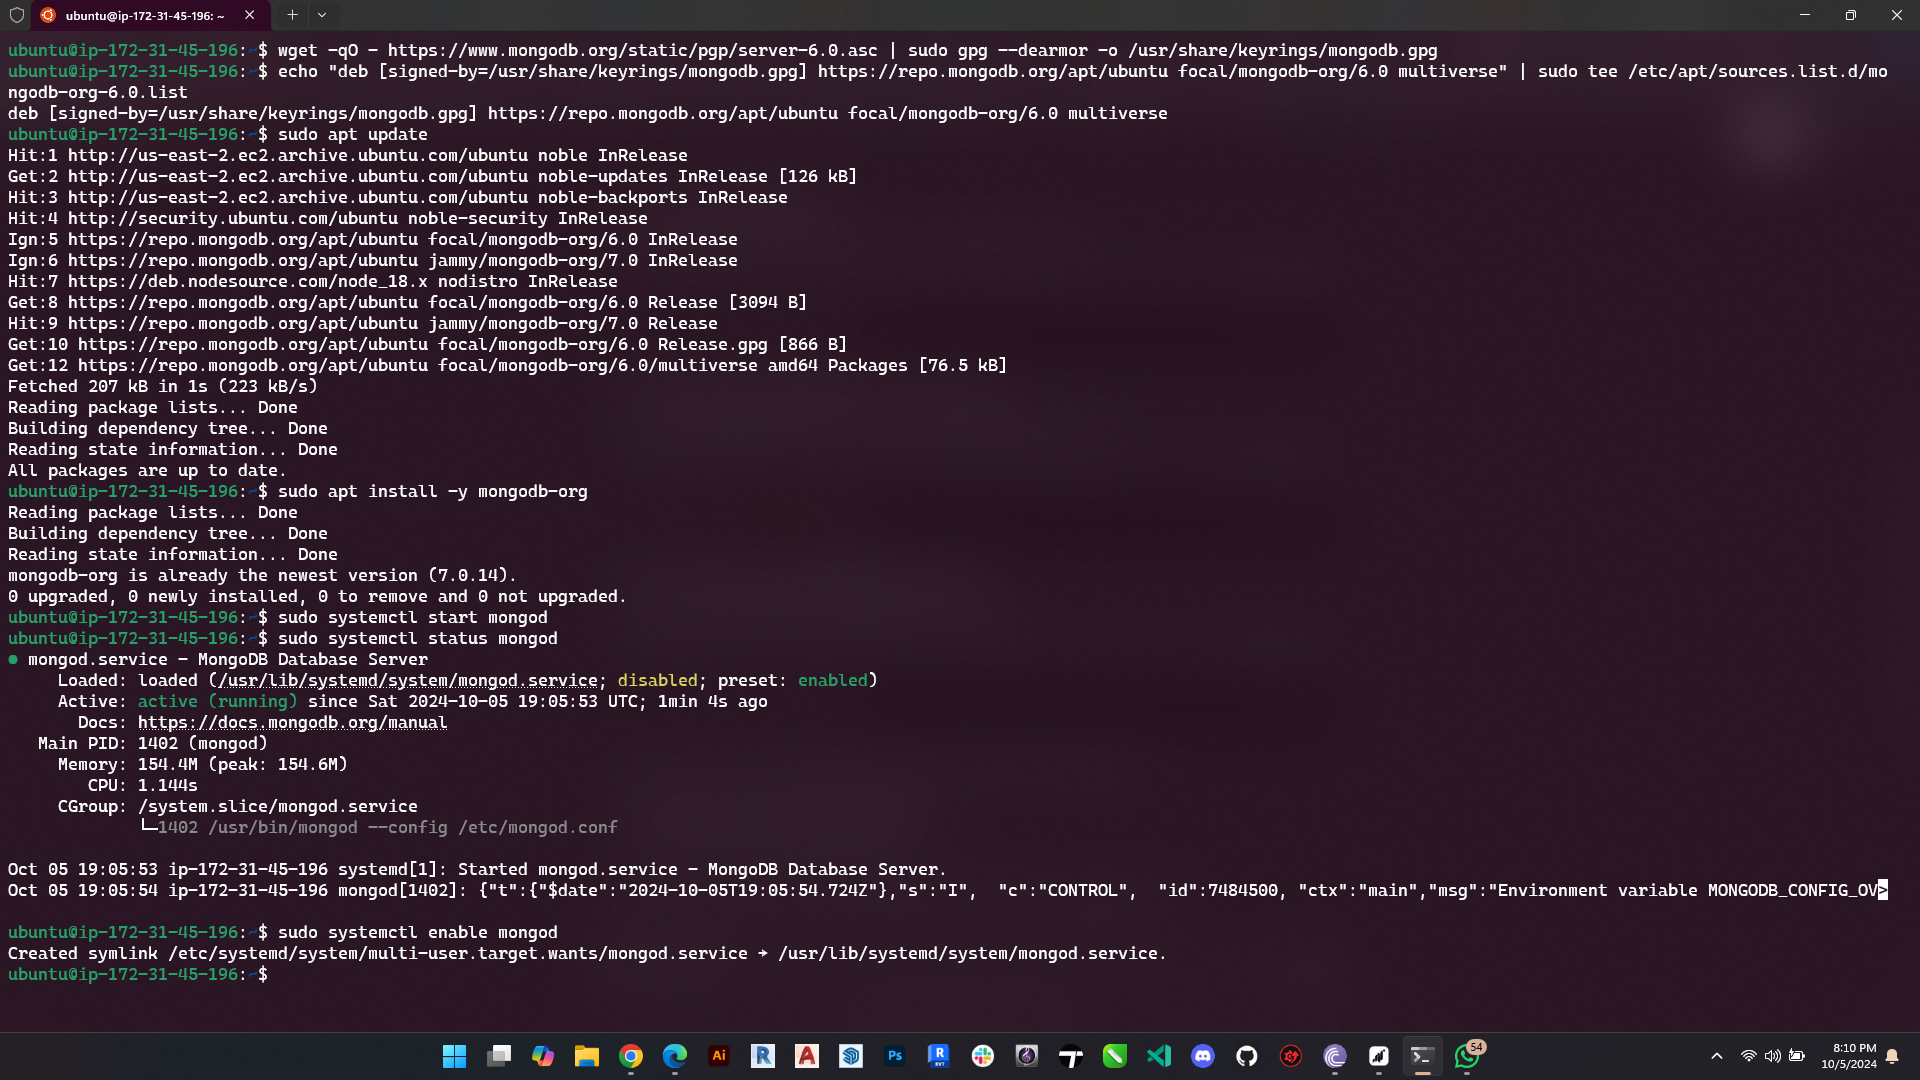 ubuntu@ip-172-31-45-196: ~
ubuntu@ip-172-31-45-196:~$ wget -qO - https://www.mongodb.org/static/pgp/server-6.0.asc | sudo gpg --dearmor -o /usr/share/keyrings/mongodb.gpg
ubuntu@ip-172-31-45-196:~$ echo "deb [signed-by=/usr/share/keyrings/mongodb.gpg] https://repo.mongodb.org/apt/ubuntu focal/mongodb-org/6.0 multiverse" | sudo tee /etc/apt/sources.list.d/mo
ngodb-org-6.0.list
deb [signed-by=/usr/share/keyrings/mongodb.gpg] https://repo.mongodb.org/apt/ubuntu focal/mongodb-org/6.0 multiverse
ubuntu@ip-172-31-45-196:~$ sudo apt update
Hit:1 http://us-east-2.ec2.archive.ubuntu.com/ubuntu noble InRelease
Get:2 http://us-east-2.ec2.archive.ubuntu.com/ubuntu noble-updates InRelease [126 kB]
Hit:3 http://us-east-2.ec2.archive.ubuntu.com/ubuntu noble-backports InRelease
Hit:4 http://security.ubuntu.com/ubuntu noble-security InRelease
Ign:5 https://repo.mongodb.org/apt/ubuntu focal/mongodb-org/6.0 InRelease
Ign:6 https://repo.mongodb.org/apt/ubuntu jammy/mongodb-org/7.0 InRelease
Hit:7 https://deb.nodesource.com/node_18.x nodistro InRelease
Get:8 https://repo.mongodb.org/apt/ubuntu focal/mongodb-org/6.0 Release [3094 B]
Hit:9 https://repo.mongodb.org/apt/ubuntu jammy/mongodb-org/7.0 Release
Get:10 https://repo.mongodb.org/apt/ubuntu focal/mongodb-org/6.0 Release.gpg [866 B]
Get:12 https://repo.mongodb.org/apt/ubuntu focal/mongodb-org/6.0/multiverse amd64 Packages [76.5 kB]
Fetched 207 kB in 1s (223 kB/s)
Reading package lists... Done
Building dependency tree... Done
Reading state information... Done
All packages are up to date.
ubuntu@ip-172-31-45-196:~$ sudo apt install -y mongodb-org
Reading package lists... Done
Building dependency tree... Done
Reading state information... Done
mongodb-org is already the newest version (7.0.14).
0 upgraded, 0 newly installed, 0 to remove and 0 not upgraded.
ubuntu@ip-172-31-45-196:~$ sudo systemctl start mongod
ubuntu@ip-172-31-45-196:~$ sudo systemctl status mongod
● mongod.service - MongoDB Database Server
Loaded: loaded (/usr/lib/systemd/system/mongod.service; disabled; preset: enabled)
Active: active (running) since Sat 2024-10-05 19:05:53 UTC; 1min 4s ago
Docs: https://docs.mongodb.org/manual
Main PID: 1402 (mongod)
Memory: 154.4M (peak: 154.6M)
CPU: 1.144s
CGroup: /system.slice/mongod.service
└─1402 /usr/bin/mongod --config /etc/mongod.conf
Oct 05 19:05:53 ip-172-31-45-196 systemd[1]: Started mongod.service - MongoDB Database Server.
Oct 05 19:05:54 ip-172-31-45-196 mongod[1402]: {"t":{"$date":"2024-10-05T19:05:54.724Z"},"s":"I",  "c":"CONTROL",  "id":7484500, "ctx":"main","msg":"Environment variable MONGODB_CONFIG_OV>
ubuntu@ip-172-31-45-196:~$ sudo systemctl enable mongod
Created symlink /etc/systemd/system/multi-user.target.wants/mongod.service → /usr/lib/systemd/system/mongod.service.
ubuntu@ip-172-31-45-196:~$
Ai
R
A
Ps
R
RVT
54
8:10 PM
10/5/2024